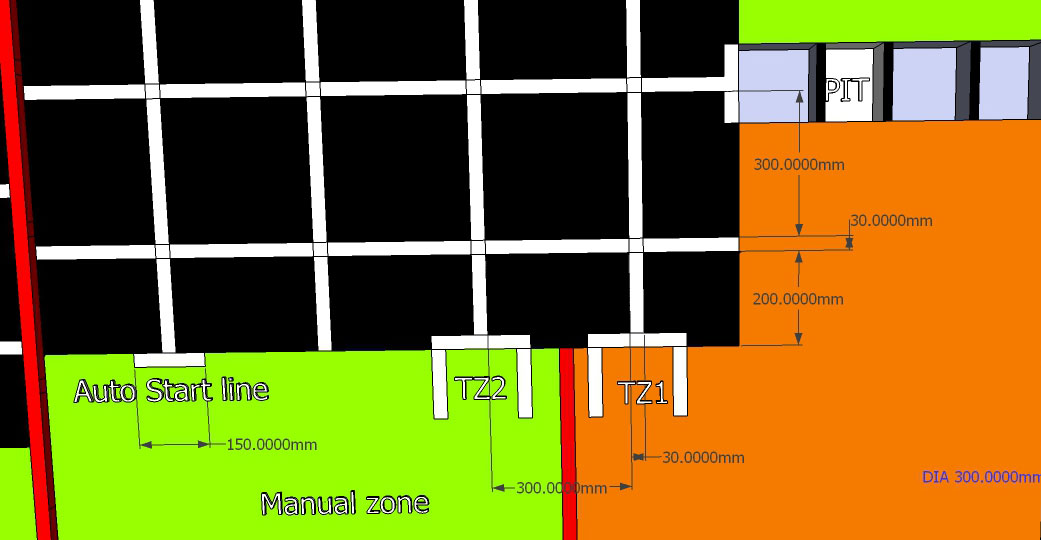 PIT
300.0000mm
30.0000mm
200.0000mm
Auto Start line
TZ2
TZ1
150.0000mm
30.0000mm
300.0000mm
DIA 300.0000mm
Manual zone